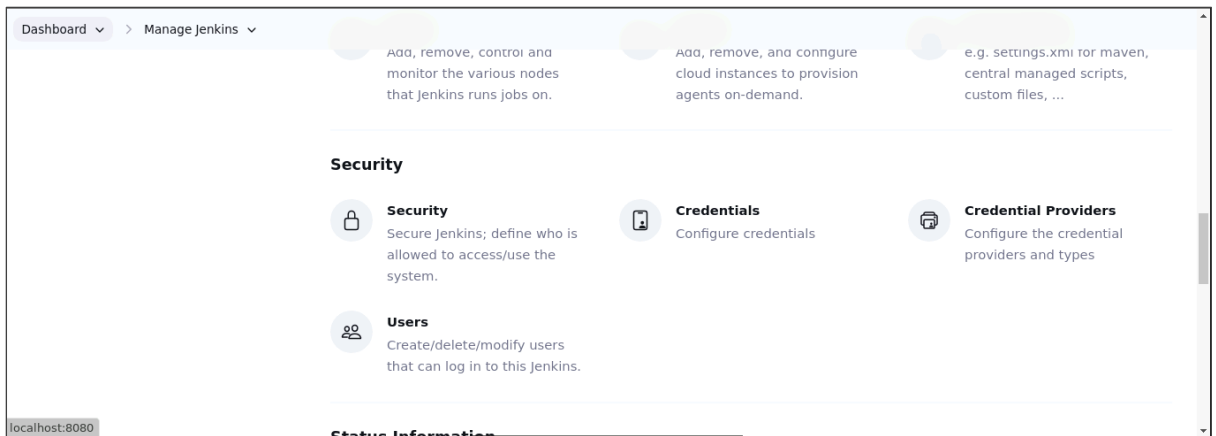 Dashboard > Manage Jenkins
Add, remove, control and
monitor the various nodes
that Jenkins runs jobs on.
Add, remove, and configure
cloud instances to provision
agents on-demand.
e.g. settings.xml for maven,
central managed scripts,
custom files, ...
Security
Security
Secure Jenkins; define who is
allowed to access/use the
system.
Credentials
Configure credentials
Credential Providers
Configure the credential
providers and types
Users
Create/delete/modify users
that can log in to this Jenkins.
Status Information
localhost:8080